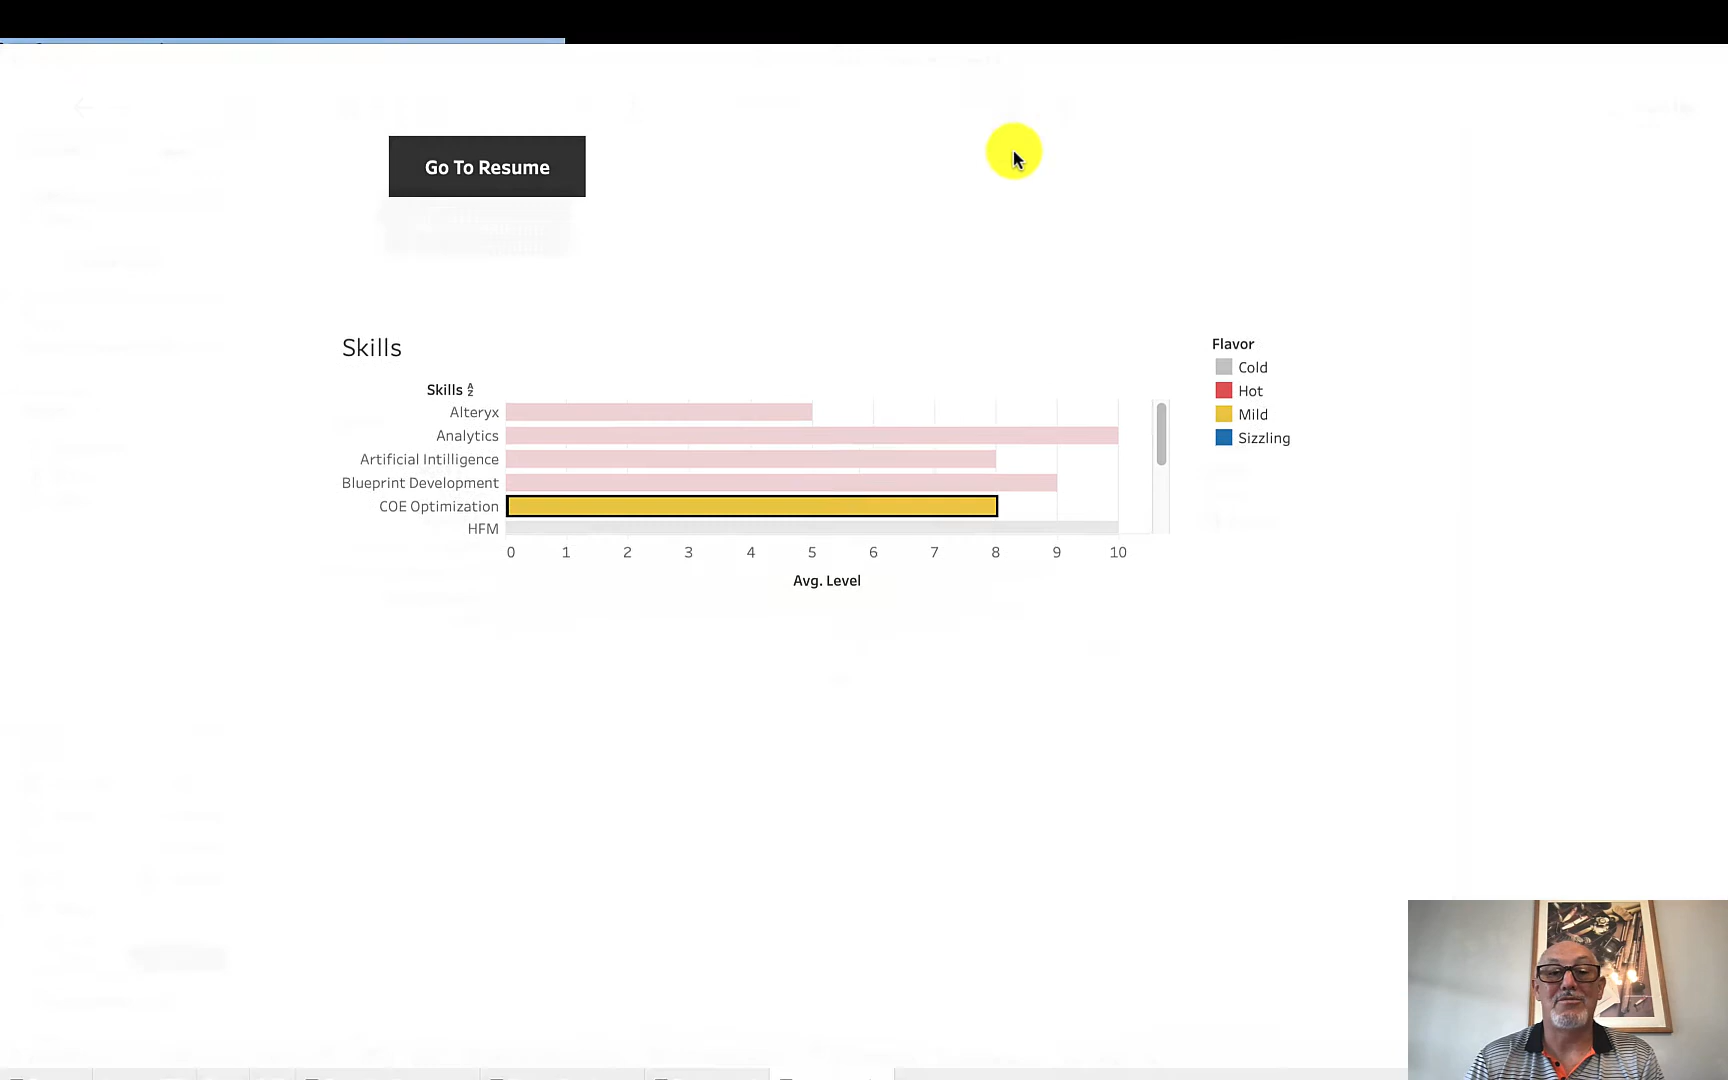 Go To Resume
Skills
Flavor
Cold
Hot
Mild
Sizzling
Skills
Alteryx
Analytics
Artificial Intilligence
Blueprint Development
COE Optimization
HFM
0 1 2 3 4 5 6 7 8 9 10
Avg. Level